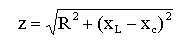 z = √R² + (x_L − x_c)²